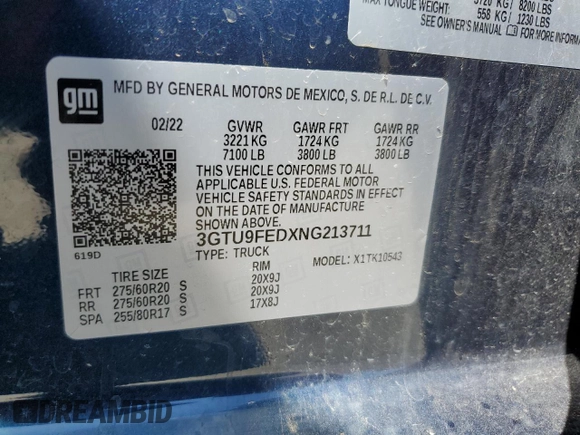 3720 KG / 8200 LBS
MAX TONGUE WEIGHT
558 KG / 1230 LBS
SEE OWNER'S MANUAL FOR MORE INFORMATION
gm
MFD BY GENERAL MOTORS DE MEXICO, S. DE R.L. DE C.V.
02/22 GVWR GAWR FRT GAWR RR
3221 KG 1724 KG 1724 KG
7100 LB 3800 LB 3800 LB
THIS VEHICLE CONFORMS TO ALL
APPLICABLE U.S. FEDERAL MOTOR
VEHICLE SAFETY STANDARDS IN EFFECT
ON THE DATE OF MANUFACTURE
3GTU9FEDXNG213711
619D
TYPE: TRUCK MODEL: X1TK10543
TIRE SIZE RIM
FRT 275/60R20 S 20X9J
RR 275/60R20 S 20X9J
SPA 255/80R17 S 17X8J
DREAMBID